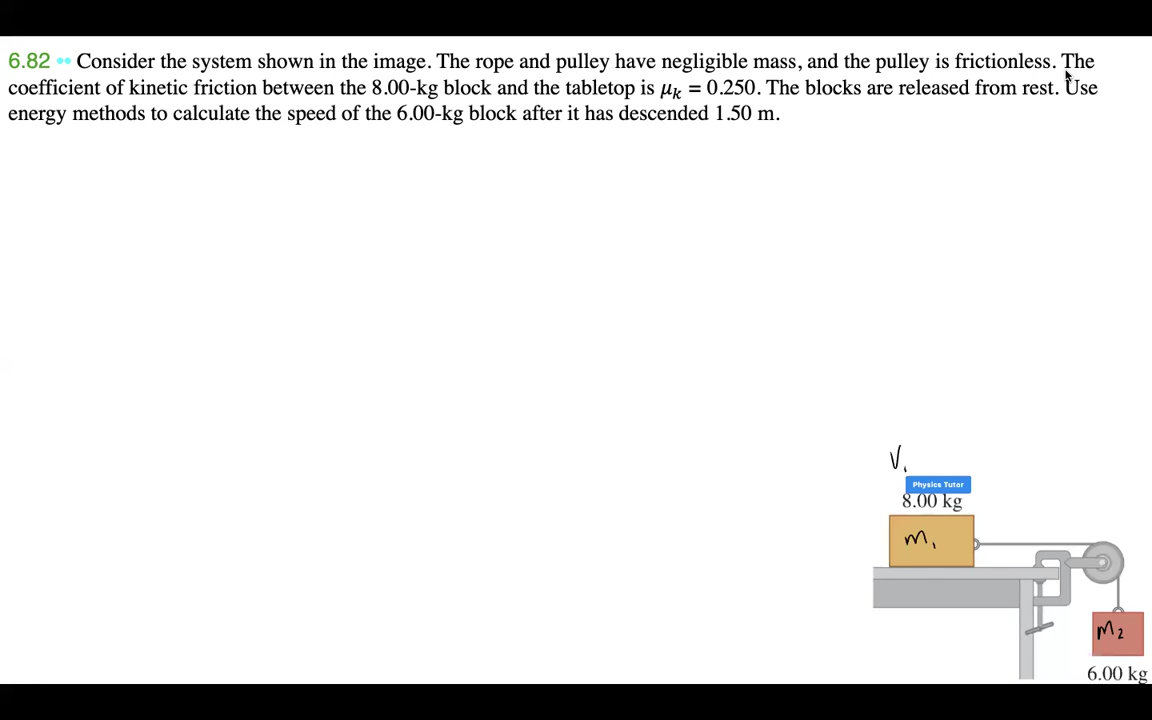 6.82 •• Consider the system shown in the image. The rope and pulley have negligible mass, and the pulley is frictionless. The
coefficient of kinetic friction between the 8.00-kg block and the tabletop is μk = 0.250. The blocks are released from rest. Use
energy methods to calculate the speed of the 6.00-kg block after it has descended 1.50 m.
V₁
Physics Tutor
8.00 kg
m₁
m₂
6.00 kg